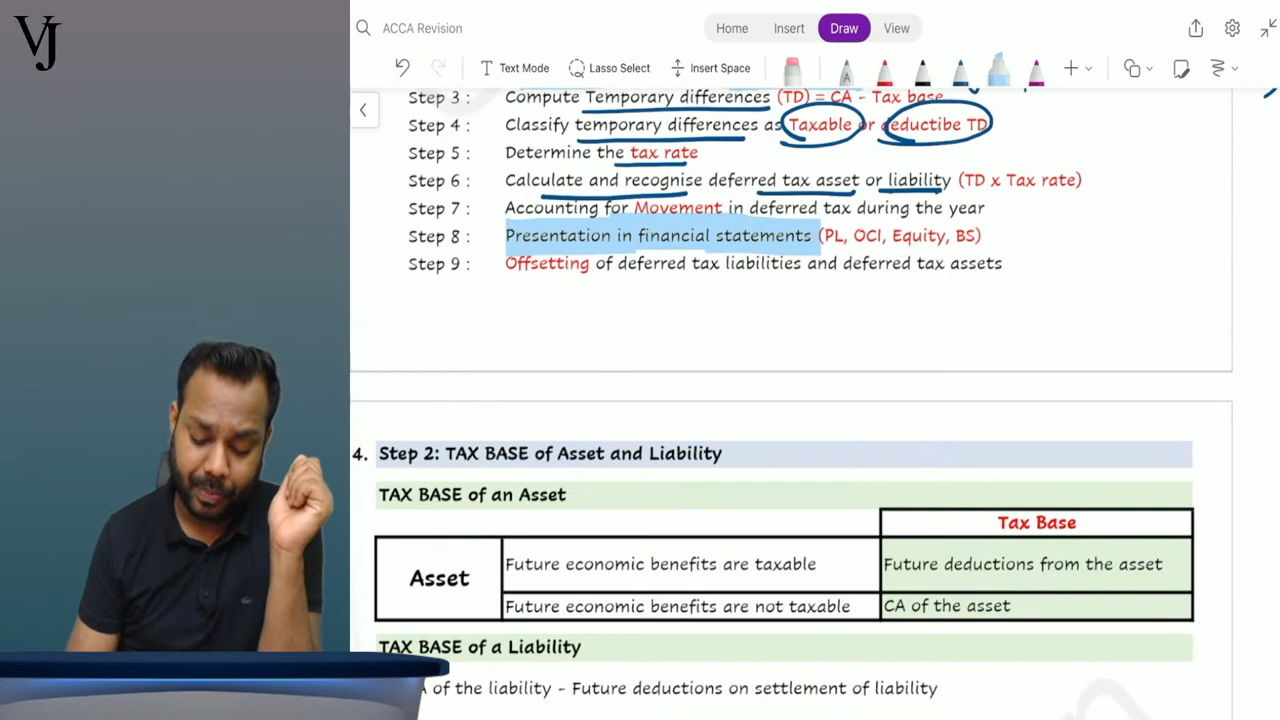 VJ
ACCA Revision
Home Insert Draw View
Text Mode Lasso Select Insert Space
Step 3 : Compute Temporary differences (TD) = CA - Tax base
Step 4 : Classify temporary differences as Taxable or deductibe TD
Step 5 : Determine the tax rate
Step 6 : Calculate and recognise deferred tax asset or liability (TD x Tax rate)
Step 7 : Accounting for Movement in deferred tax during the year
Step 8 : Presentation in financial statements (PL, OCI, Equity, BS)
Step 9 : Offsetting of deferred tax liabilities and deferred tax assets
4. Step 2: TAX BASE of Asset and Liability
TAX BASE of an Asset
Tax Base
Asset
Future economic benefits are taxable Future deductions from the asset
Future economic benefits are not taxable CA of the asset
TAX BASE of a Liability
of the liability - Future deductions on settlement of liability